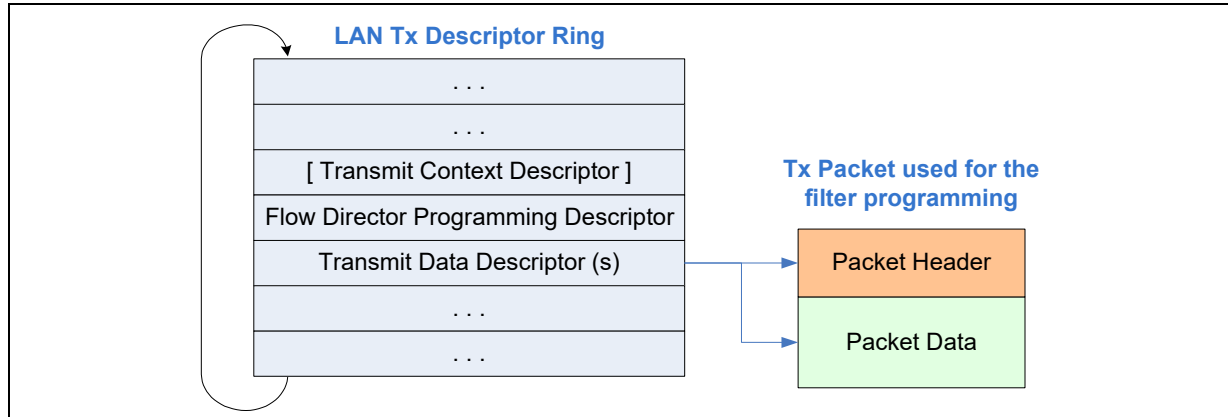 LAN Tx Descriptor Ring
. . .
. . .
[ Transmit Context Descriptor ]
Flow Director Programming Descriptor
Transmit Data Descriptor (s)
. . .
. . .
Tx Packet used for the
filter programming
Packet Header
Packet Data